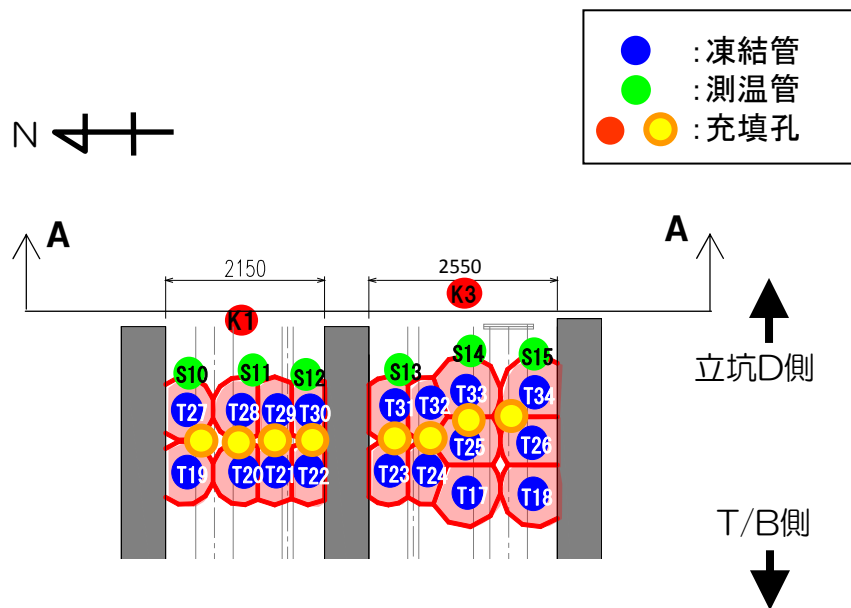 :凍結管
:測温管
:充填孔
N
A
A
2150
2550
K3
K1
立坑D側
S10
S11
S12
S13
S14
S15
T27
T28
T29
T30
T31
T32
T33
T34
T25
T26
T19
T20
T21
T22
T23
T24
T17
T18
T/B側